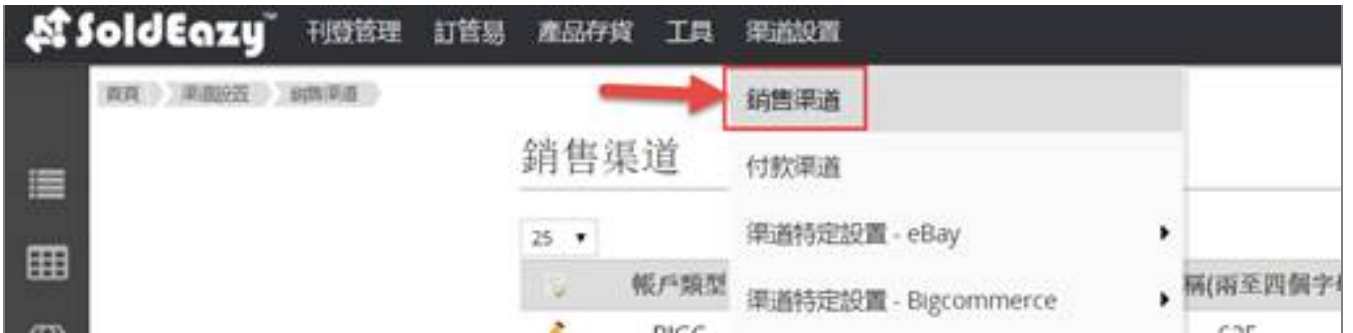 SoldEazy™ 刊登管理 訂管易 產品存貨 工具 渠道設置
首頁 渠道設置 銷售渠道
銷售渠道
銷售渠道
付款渠道
25
渠道特定設置 - eBay
帳戶類型
稱(兩至四個字母
渠道特定設置 - Bigcommerce